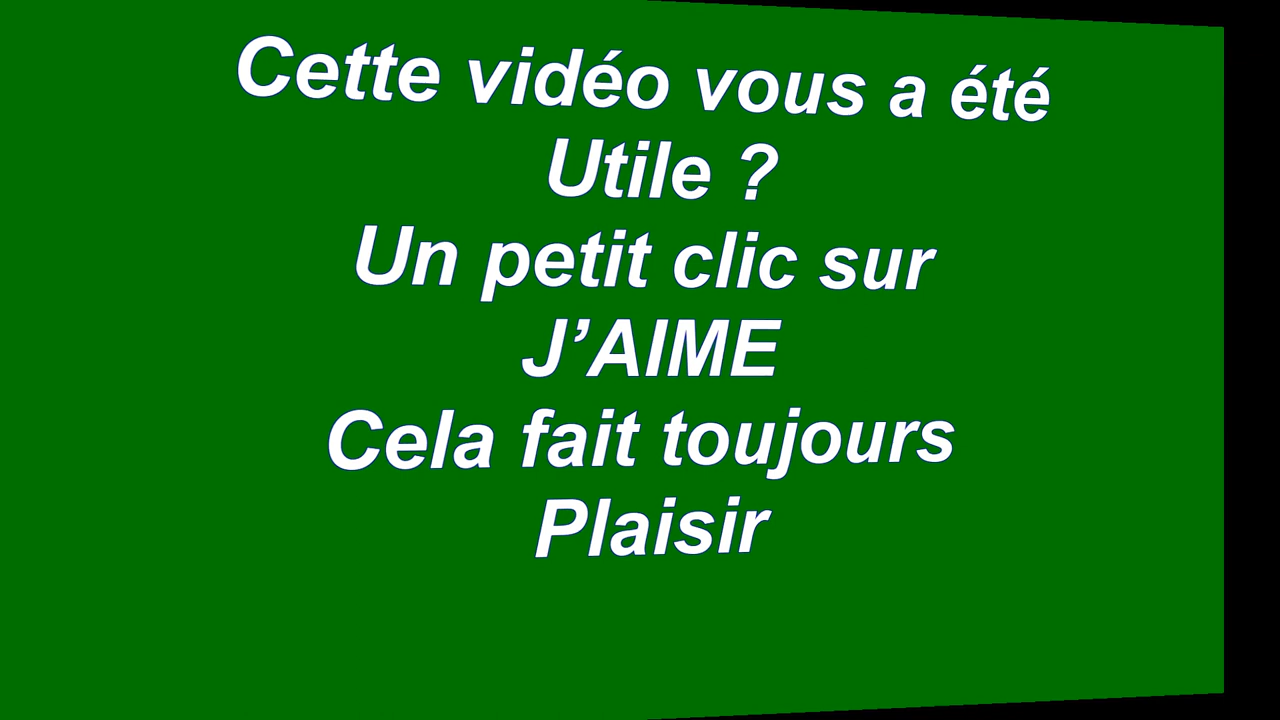 Cette vidéo vous a été
Utile ?
Un petit clic sur
J’AIME
Cela fait toujours
Plaisir